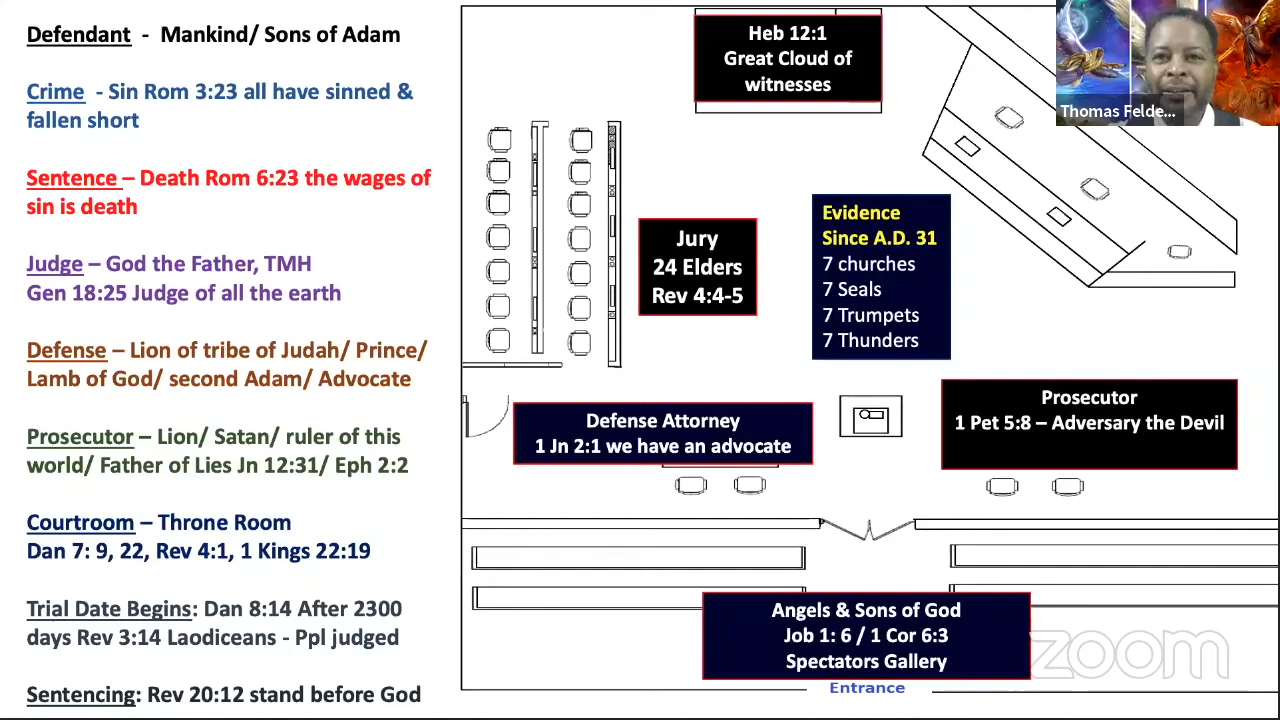 Defendant - Mankind/ Sons of Adam
Crime - Sin Rom 3:23 all have sinned &
fallen short
Sentence – Death Rom 6:23 the wages of
sin is death
Judge – God the Father, TMH
Gen 18:25 Judge of all the earth
Defense – Lion of tribe of Judah/ Prince/
Lamb of God/ second Adam/ Advocate
Prosecutor – Lion/ Satan/ ruler of this
world/ Father of Lies Jn 12:31/ Eph 2:2
Courtroom – Throne Room
Dan 7: 9, 22, Rev 4:1, 1 Kings 22:19
Trial Date Begins: Dan 8:14 After 2300
days Rev 3:14 Laodiceans - Ppl judged
Sentencing: Rev 20:12 stand before God
Heb 12:1
Great Cloud of
witnesses
Thomas Felde...
Jury
24 Elders
Rev 4:4-5
Evidence
Since A.D. 31
7 churches
7 Seals
7 Trumpets
7 Thunders
Defense Attorney
1 Jn 2:1 we have an advocate
Prosecutor
1 Pet 5:8 – Adversary the Devil
Angels & Sons of God
Job 1: 6 / 1 Cor 6:3
Spectators Gallery
Entrance
zoom